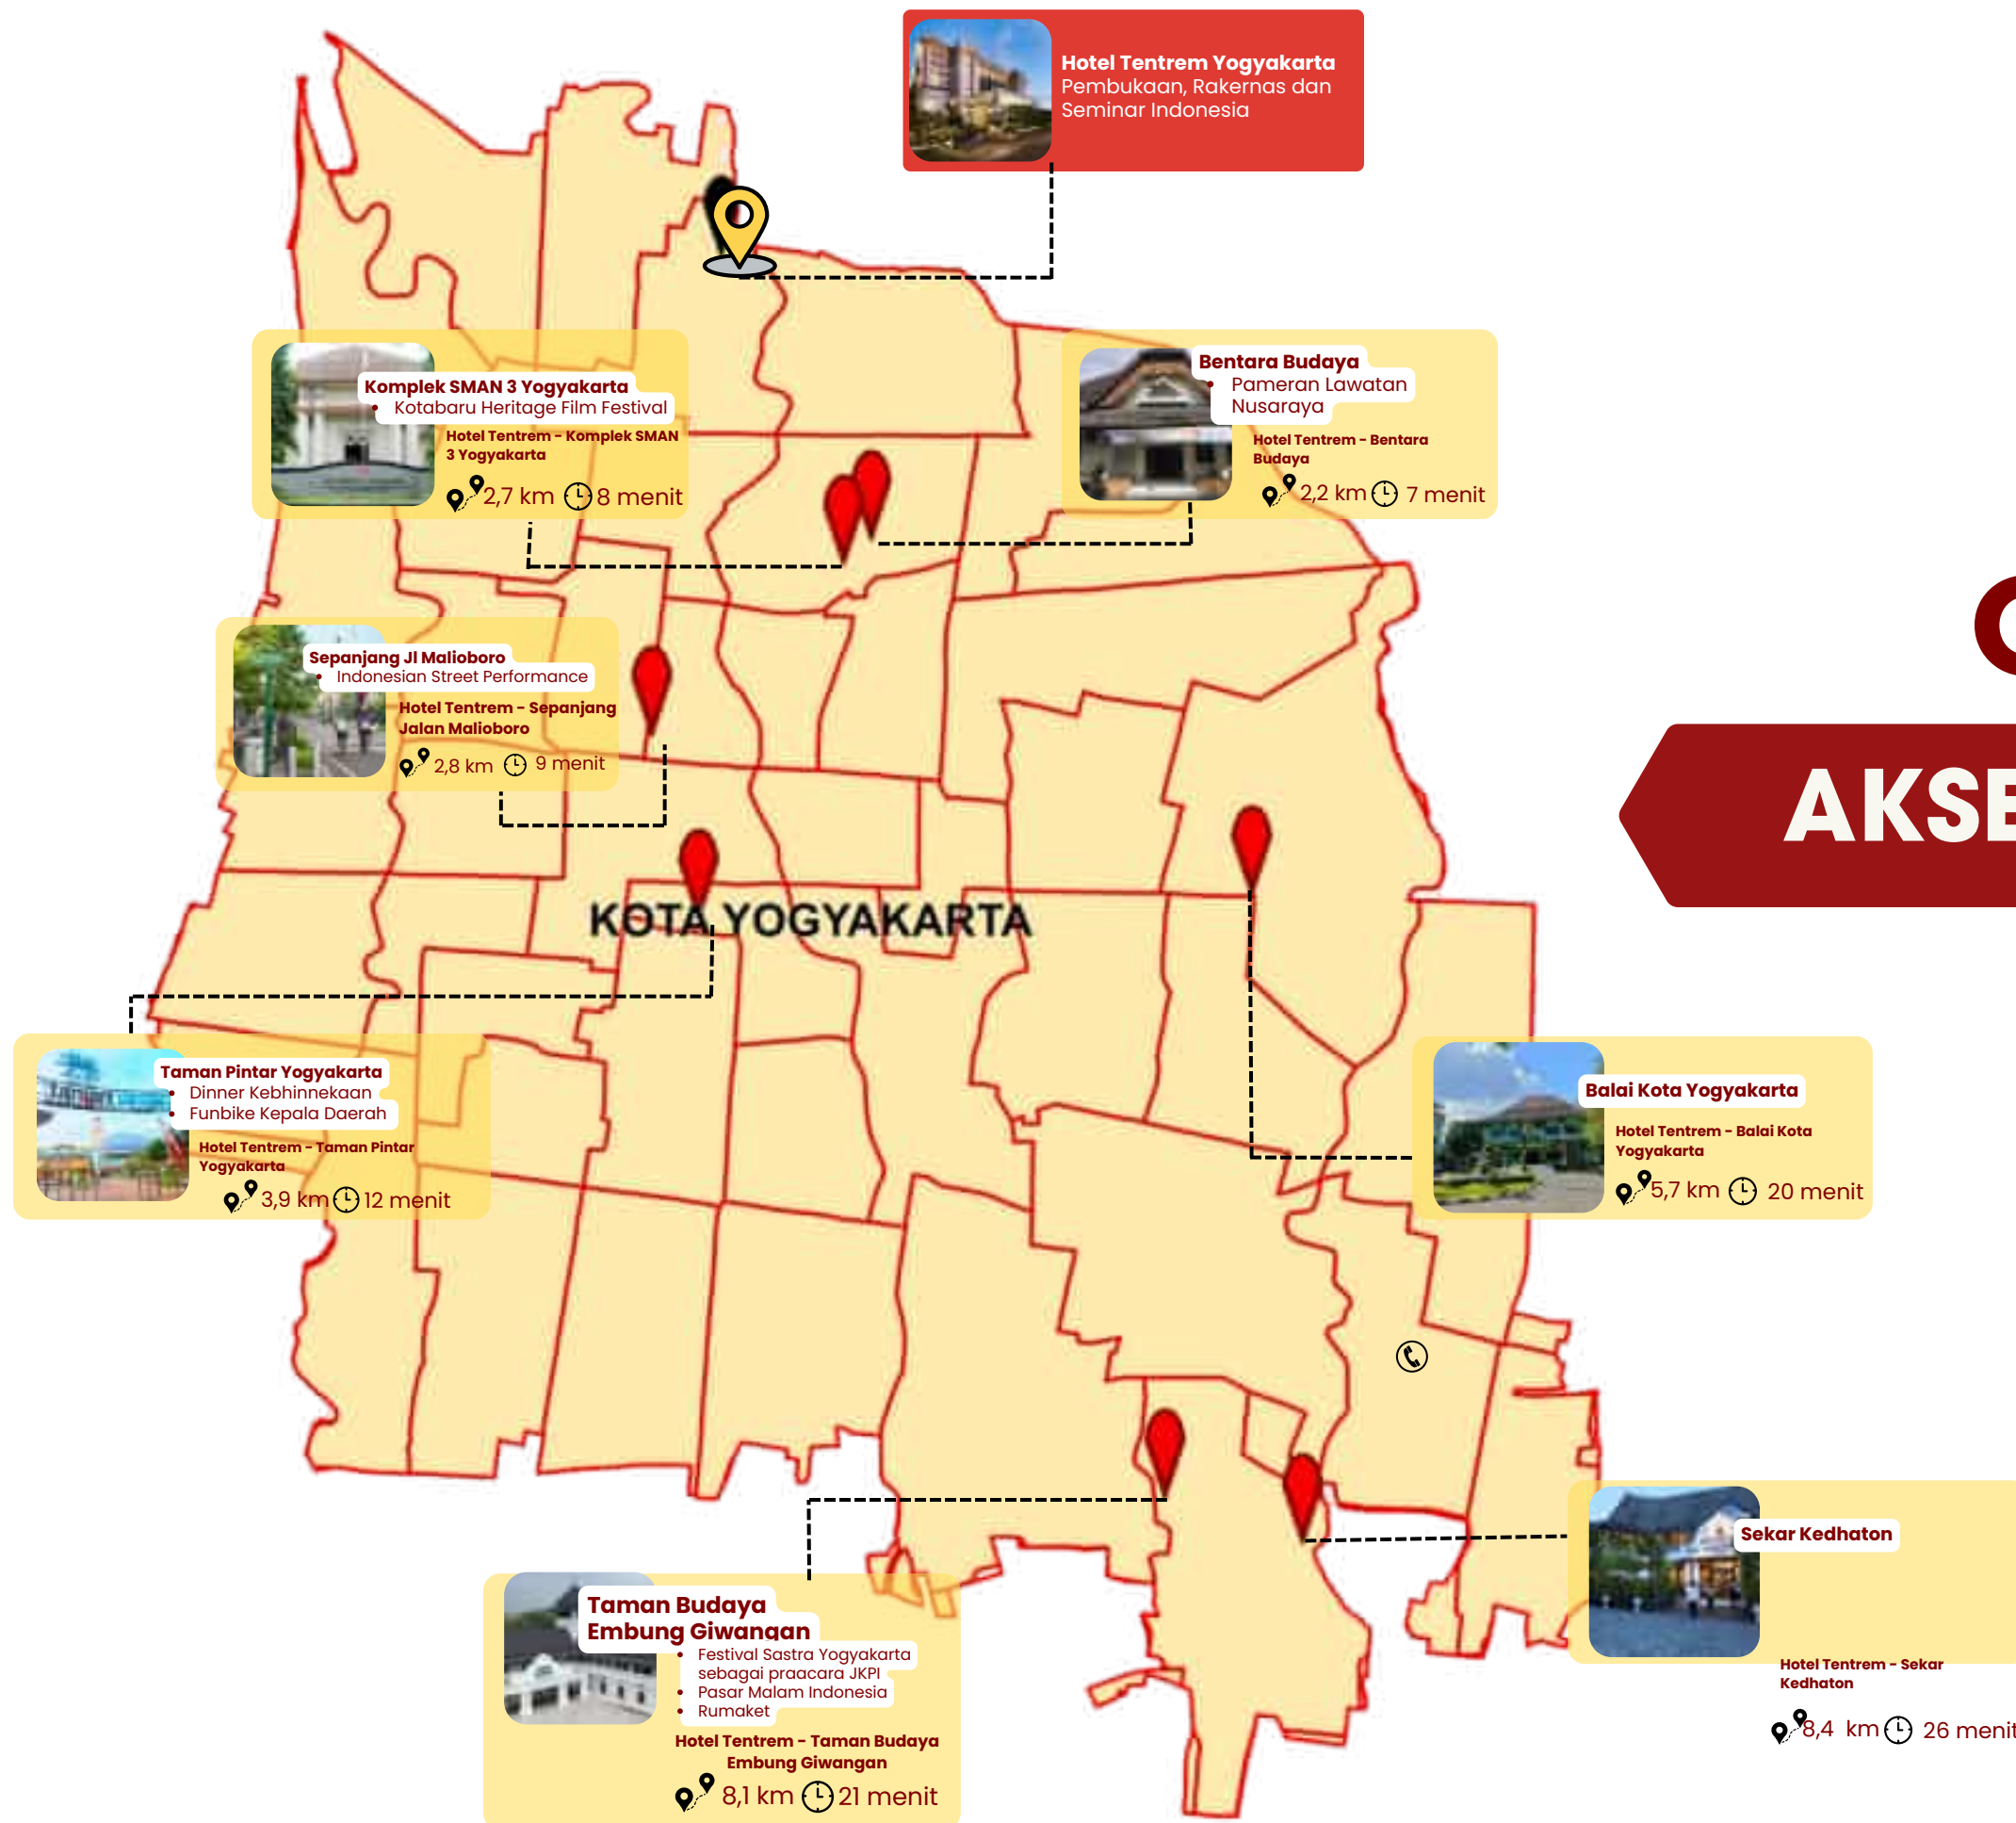 Hotel Tentrem Yogyakarta
Pembukaan, Rakernas dan
Seminar Indonesia
Komplek SMAN 3 Yogyakarta
• Kotabaru Heritage Film Festival
Hotel Tentrem - Komplek SMAN
3 Yogyakarta
2,7 km 8 menit
Bentara Budaya
• Pameran Lawatan
Nusaraya
Hotel Tentrem - Bentara
Budaya
2,2 km 7 menit
Sepanjang Jl Malioboro
• Indonesian Street Performance
Hotel Tentrem - Sepanjang
Jalan Malioboro
2,8 km 9 menit
AKSE
KOTA YOGYAKARTA
Taman Pintar Yogyakarta
• Dinner Kebhinnekaan
• Funbike Kepala Daerah
Hotel Tentrem - Taman Pintar
Yogyakarta
3,9 km 12 menit
Balai Kota Yogyakarta
Hotel Tentrem - Balai Kota
Yogyakarta
5,7 km 20 menit
Sekar Kedhaton
Hotel Tentrem - Sekar
Kedhaton
8,4 km 26 menit
Taman Budaya
Embung Giwangan
• Festival Sastra Yogyakarta
sebagai praacara JKPI
• Pasar Malam Indonesia
• Rumaket
Hotel Tentrem - Taman Budaya
Embung Giwangan
8,1 km 21 menit